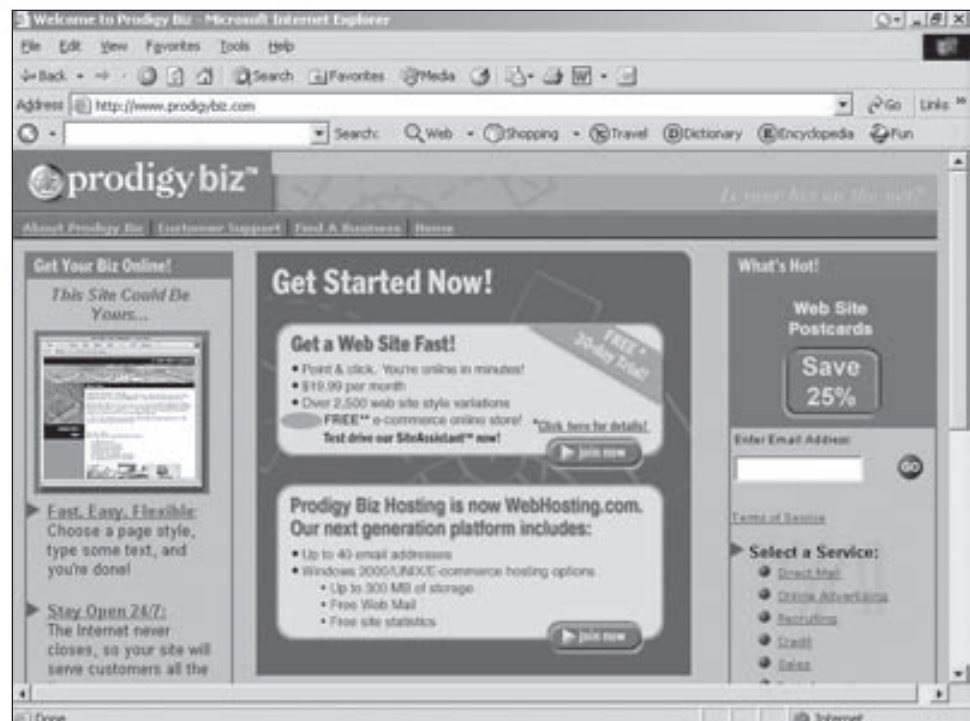 Welcome to Prodigy Biz - Microsoft Internet Explorer
File Edit View Favorites Tools Help
Back Search Favorites Media
Address http://www.prodigybiz.com Go Links »
Search: Web Shopping Travel Dictionary Encyclopedia Fun
prodigy biz™
Is your biz on the net?
About Prodigy Biz Customer Support Find A Business Home
Get Your Biz Online!
This Site Could Be
Yours...
Fast, Easy, Flexible:
Choose a page style,
type some text, and
you're done!
Stay Open 24/7:
The Internet never
closes, so your site will
serve customers all the
Get Started Now!
Get a Web Site Fast!
FREE*
30-day Trial!
• Point & click. You're online in minutes!
• $19.99 per month
• Over 2,500 web site style variations
FREE** e-commerce online store!
Test drive our SiteAssistant™ now!
*Click here for details!
join now
Prodigy Biz Hosting is now WebHosting.com.
Our next generation platform includes:
• Up to 40 email addresses
• Windows 2000/UNIX/E-commerce hosting options
• Up to 300 MB of storage
• Free Web Mail
• Free site statistics
join now
What's Hot!
Web Site
Postcards
Save
25%
Enter Email Address
GO
Terms of Service
Select a Service:
Direct Mail
Online Advertising
Recruiting
Credit
Sales
Done Internet